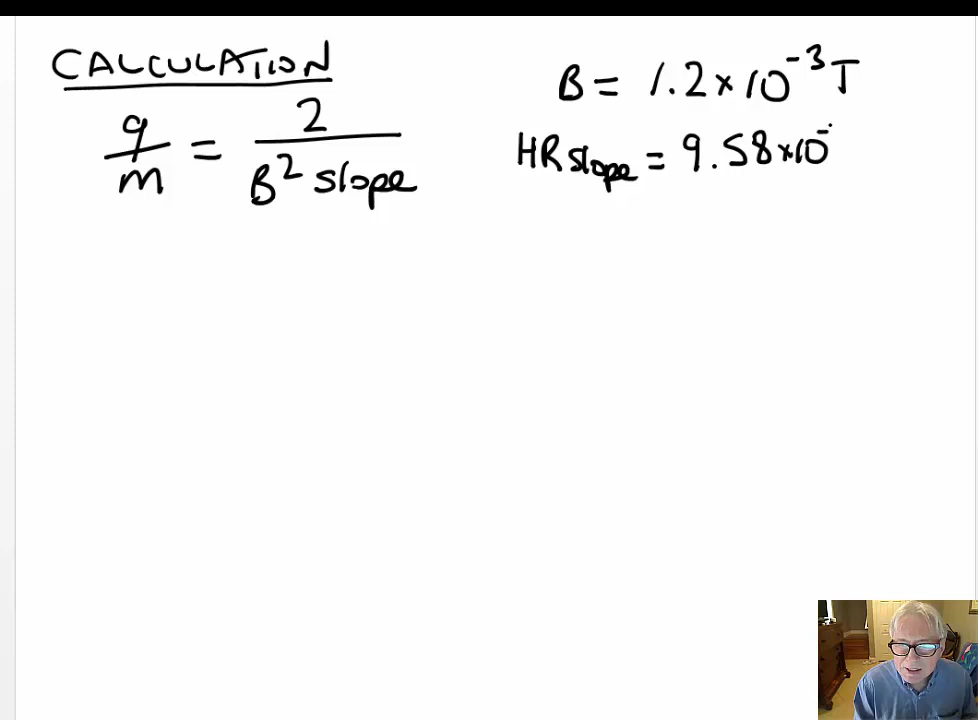 CALCULATION
q/m = 2/(B² slope)
B = 1.2×10⁻³ T
HR slope = 9.58×10⁻